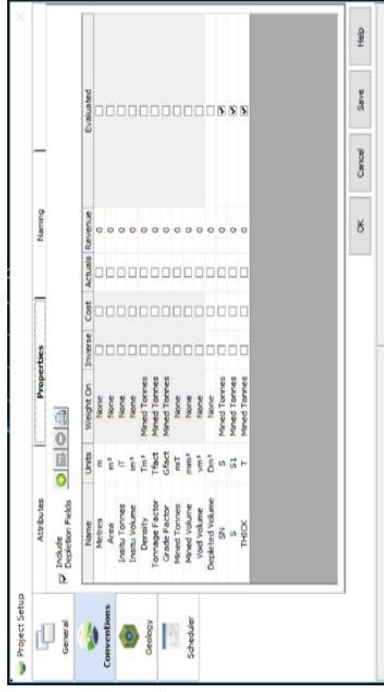 Project Setup
General
Conventions
Geology
Scheduler
Attributes Properties Naming
Include
Depletion Fields
Name Units Weight On Inverse Cost Actuals Revenue Evaluated
Metres m None
Area m² None
Insitu Tonnes iT None
Insitu Volume im³ None
Density Tm³ Mined Tonnes
Tonnage Factor Tfact Mined Tonnes
Grade Factor Gfact Mined Tonnes
Mined Tonnes miT None
Mined Volume mm³ None
Void Volume vm³ None
Depleted Volume Dm³ None
SN S Mined Tonnes
S S1 Mined Tonnes
THICK T Mined Tonnes
OK Cancel Save Help